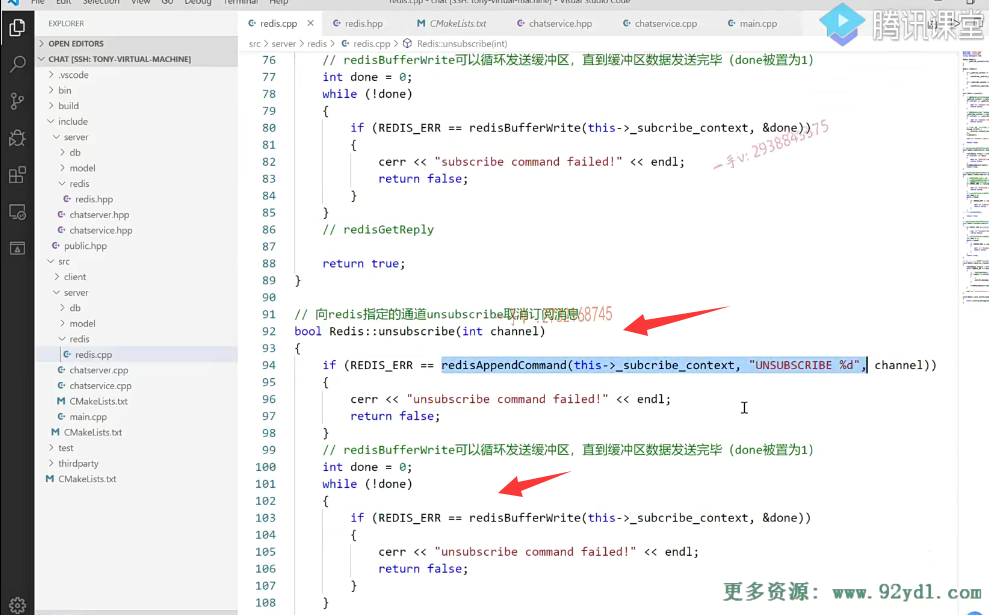 File Edit Selection View Go Debug Terminal Help
redis.cpp - chat [SSH: tony-virtual-machine] - Visual Studio Code
EXPLORER
redis.cpp × redis.hpp CMakeLists.txt chatservice.hpp chatservice.cpp main.cpp
腾讯课堂
OPEN EDITORS
src > server > redis > redis.cpp > Redis::unsubscribe(int)
CHAT [SSH: TONY-VIRTUAL-MACHINE]
.vscode
bin
build
include
server
db
model
redis
redis.hpp
chatserver.hpp
chatservice.hpp
public.hpp
src
client
server
db
model
redis
redis.cpp
chatserver.cpp
chatservice.cpp
CMakeLists.txt
main.cpp
CMakeLists.txt
test
thirdparty
CMakeLists.txt
76 // redisBufferWrite可以循环发送缓冲区，直到缓冲区数据发送完毕（done被置为1）
77 int done = 0;
78 while (!done)
79 {
80 if (REDIS_ERR == redisBufferWrite(this->_subcribe_context, &done))
81 {
82 cerr << "subscribe command failed!" << endl;
83 return false;
84 }
85 }
86 // redisGetReply
87
88 return true;
89 }
90
91 // 向redis指定的通道unsubscribe取消订阅消息
92 bool Redis::unsubscribe(int channel)
93 {
94 if (REDIS_ERR == redisAppendCommand(this->_subcribe_context, "UNSUBSCRIBE %d", channel))
95 {
96 cerr << "unsubscribe command failed!" << endl;
97 return false;
98 }
99 // redisBufferWrite可以循环发送缓冲区，直到缓冲区数据发送完毕（done被置为1）
100 int done = 0;
101 while (!done)
102 {
103 if (REDIS_ERR == redisBufferWrite(this->_subcribe_context, &done))
104 {
105 cerr << "unsubscribe command failed!" << endl;
106 return false;
107 }
108 }
更多资源: www.92ydl.com